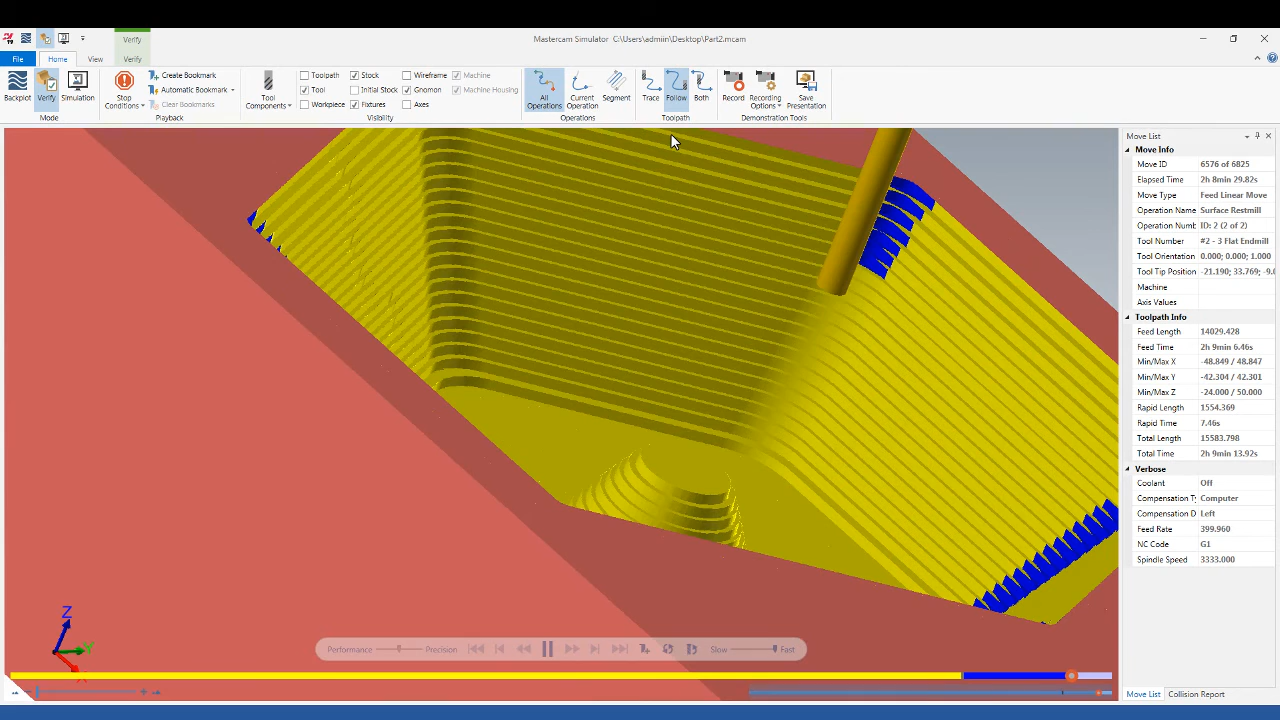 Verify
Mastercam Simulator  C:\Users\admiin\Desktop\Part2.mcam
File
Home
View
Verify
Backplot
Verify
Simulation
Mode
Stop Conditions
Create Bookmark
Automatic Bookmark
Clear Bookmarks
Playback
Tool Components
Toolpath
Tool
Workpiece
Stock
Initial Stock
Fixtures
Wireframe
Gnomon
Axes
Machine
Machine Housing
Visibility
All Operations
Current Operation
Segment
Operations
Trace
Follow
Both
Toolpath
Record
Recording Options
Save Presentation
Demonstration Tools
Move List
Move Info
Move ID 6576 of 6825
Elapsed Time 2h 8min 29.82s
Move Type Feed Linear Move
Operation Name Surface Restmill
Operation Numb ID: 2 (2 of 2)
Tool Number #2 - 3 Flat Endmill
Tool Orientation 0.000; 0.000; 1.000
Tool Tip Position -21.190; 33.769; -9.0
Machine
Axis Values
Toolpath Info
Feed Length 14029.428
Feed Time 2h 9min 6.46s
Min/Max X -48.849 / 48.847
Min/Max Y -42.304 / 42.301
Min/Max Z -24.000 / 50.000
Rapid Length 1554.369
Rapid Time 7.46s
Total Length 15583.798
Total Time 2h 9min 13.92s
Verbose
Coolant Off
Compensation T Computer
Compensation D Left
Feed Rate 399.960
NC Code G1
Spindle Speed 3333.000
Z
Y
X
Performance
Precision
Slow
Fast
Move List
Collision Report